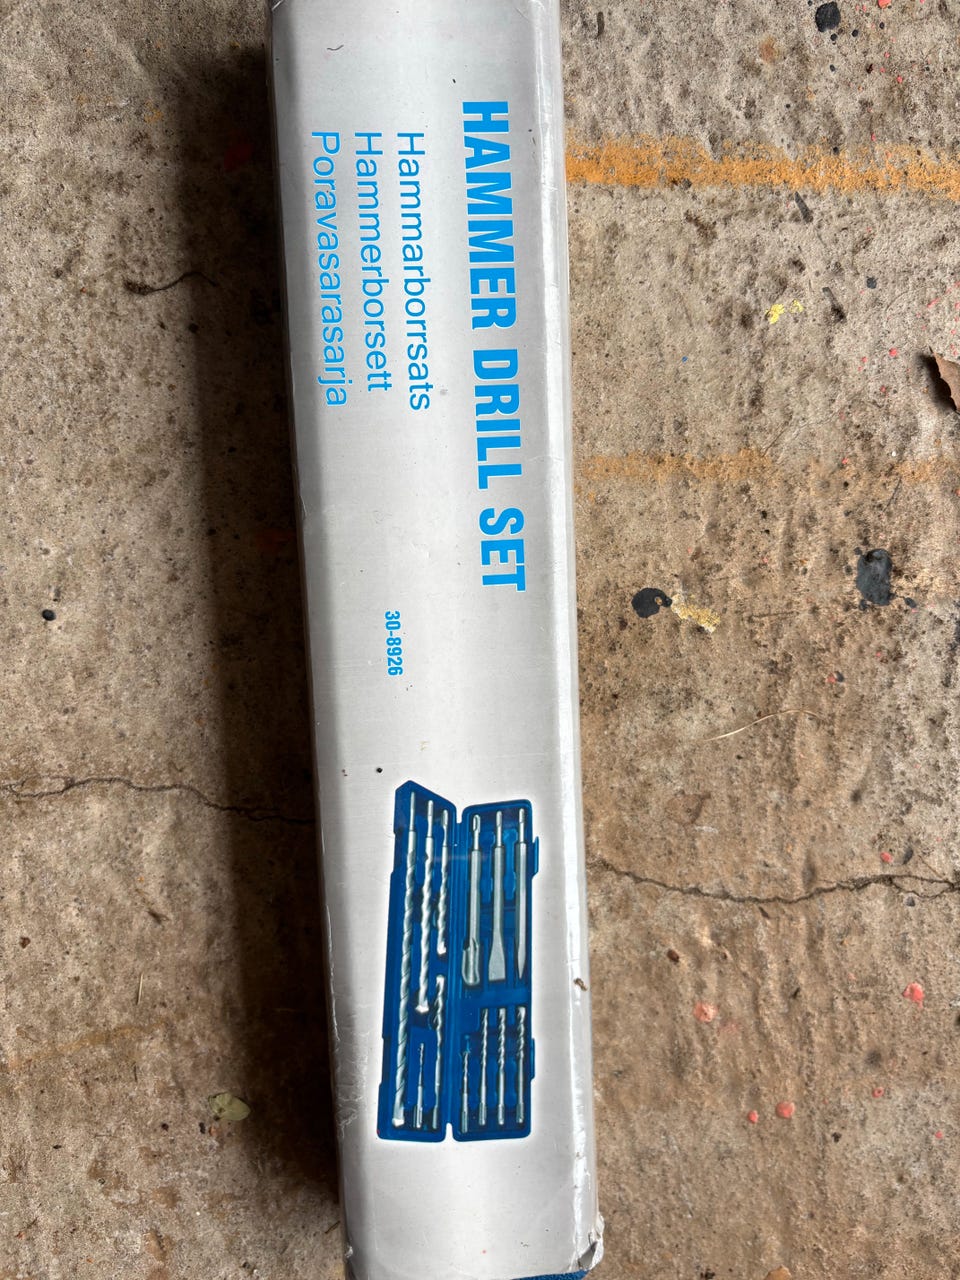 HAMMER DRILL SET
Hammarborrsats
Hammerborsett
Poravasarasarja
30-8926